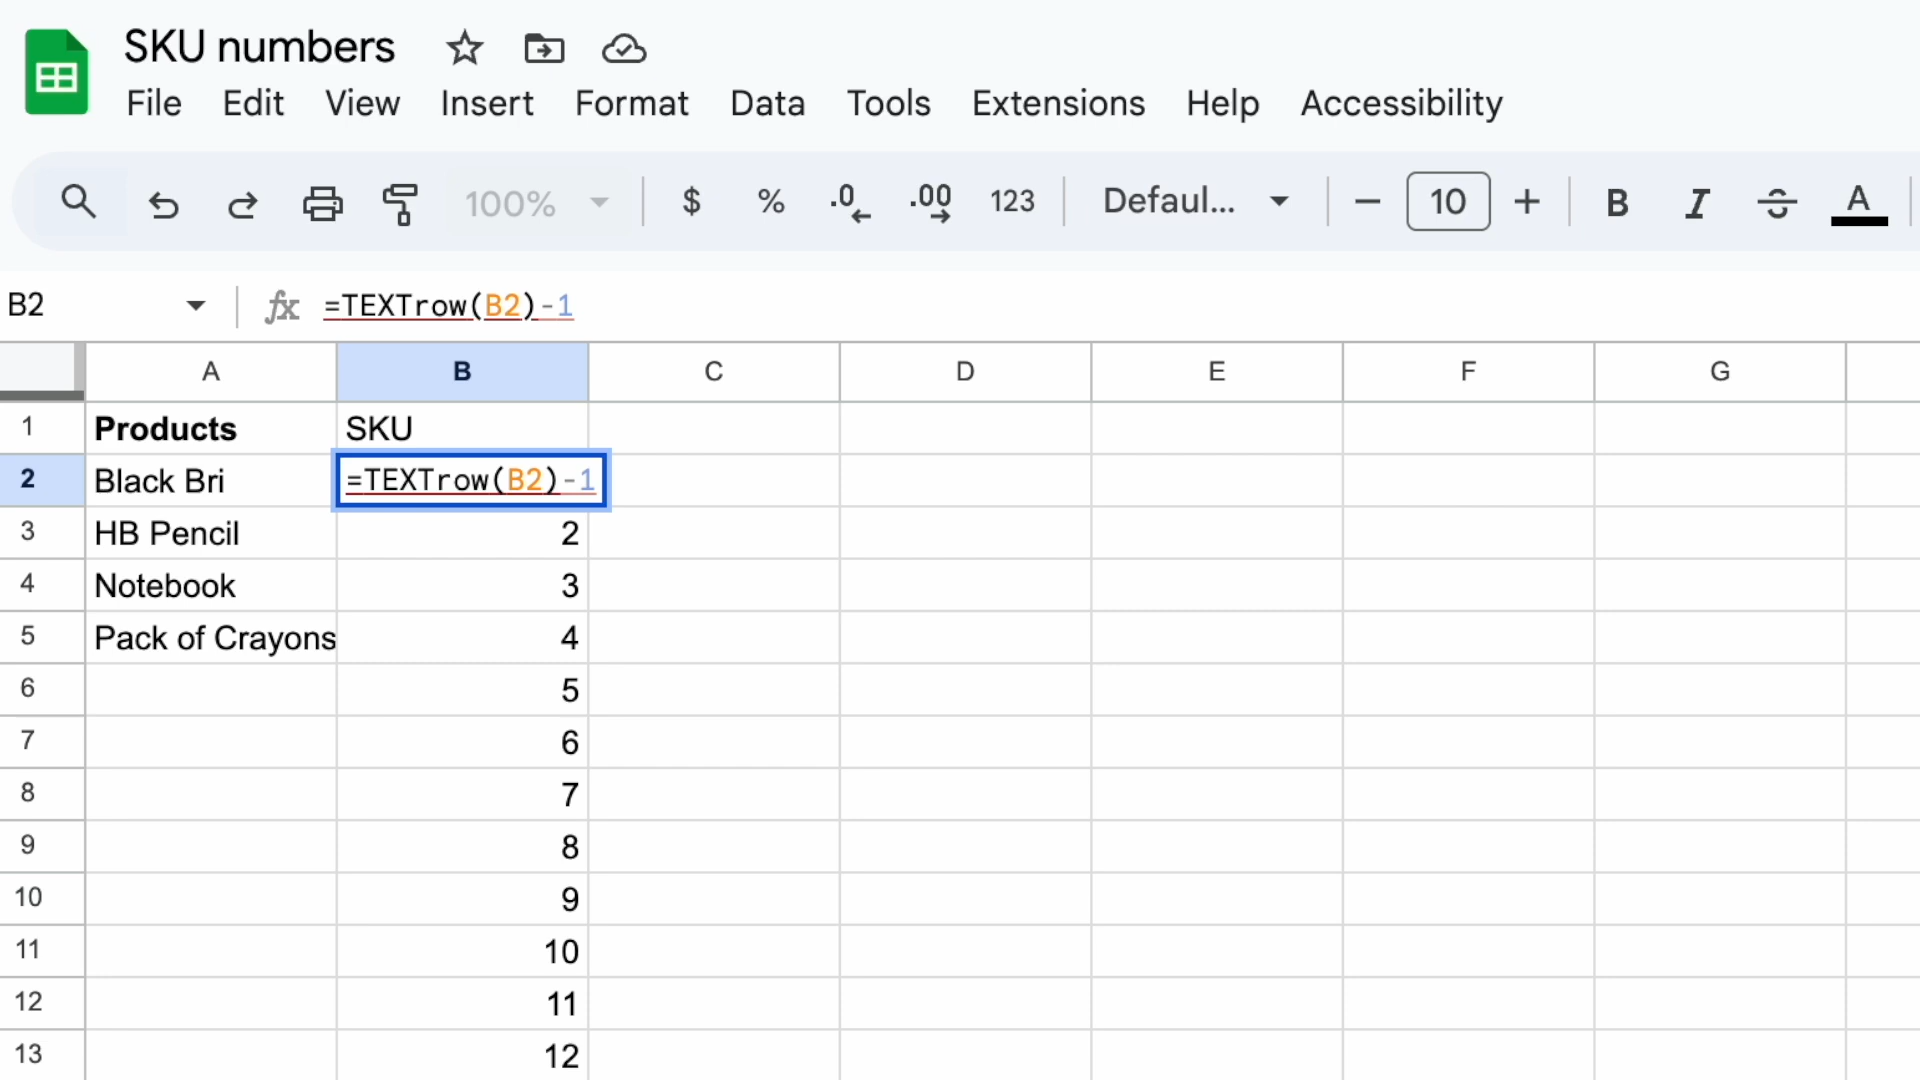 SKU numbers
File Edit View Insert Format Data Tools Extensions Help Accessibility
100% $ % .0 .00 123 Defaul... 10 B I S A
B2 fx =TEXTrow(B2)-1
A B C D E F G
1 Products SKU
2 Black Bri =TEXTrow(B2)-1
3 HB Pencil 2
4 Notebook 3
5 Pack of Crayons 4
6 5
7 6
8 7
9 8
10 9
11 10
12 11
13 12